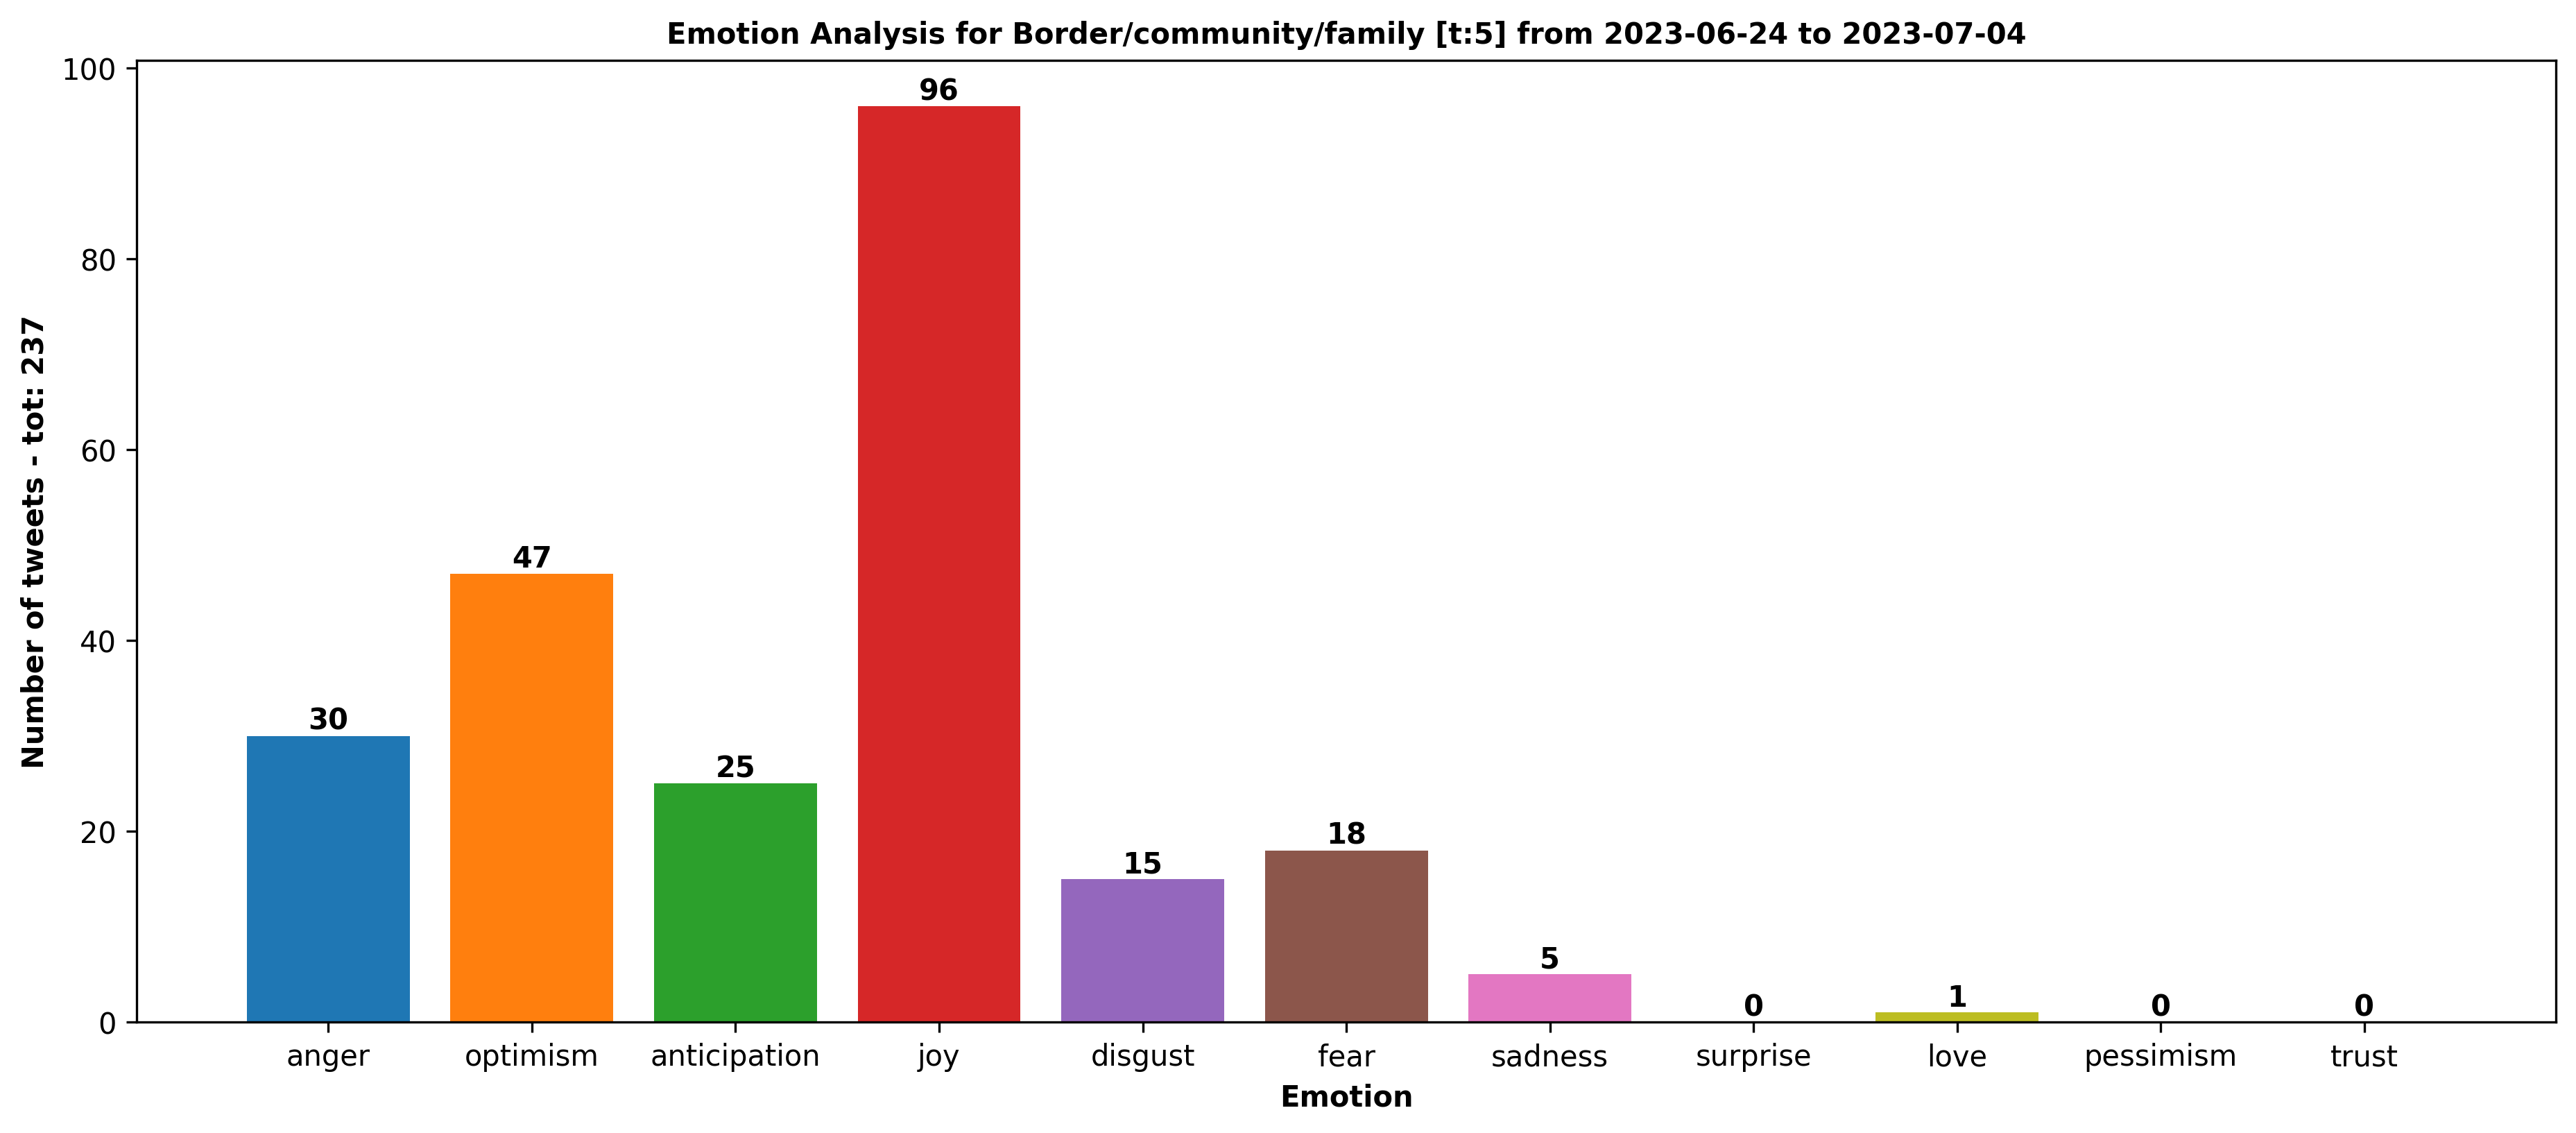 Emotion Analysis for Border/community/family [t:5] from 2023-06-24 to 2023-07-04
Number of tweets - tot: 237
100
80
60
40
20
0
30
47
25
96
15
18
5
0
1
0
0
anger
optimism
anticipation
joy
disgust
fear
sadness
surprise
love
pessimism
trust
Emotion